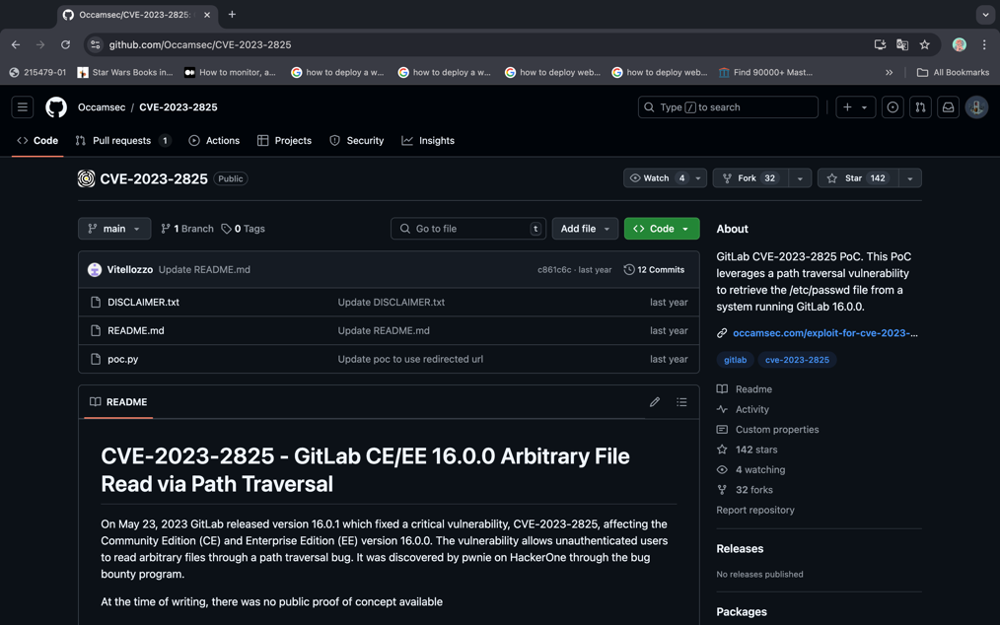 Occamsec/CVE-2023-2825:
github.com/Occamsec/CVE-2023-2825
215479-01
Star Wars Books in...
How to monitor, a...
how to deploy a w...
how to deploy a w...
how to deploy web...
how to deploy web...
Find 90000+ Mast...
All Bookmarks
Occamsec / CVE-2023-2825
Type / to search
Code
Pull requests 1
Actions
Projects
Security
Insights
CVE-2023-2825 Public
Watch 4
Fork 32
Star 142
main
1 Branch
0 Tags
Go to file t
Add file
Code
Vitellozzo Update README.md c861c6c · last year 12 Commits
DISCLAIMER.txt Update DISCLAIMER.txt last year
README.md Update README.md last year
poc.py Update poc to use redirected url last year
README
CVE-2023-2825 - GitLab CE/EE 16.0.0 Arbitrary File
Read via Path Traversal
On May 23, 2023 GitLab released version 16.0.1 which fixed a critical vulnerability, CVE-2023-2825, affecting the
Community Edition (CE) and Enterprise Edition (EE) version 16.0.0. The vulnerability allows unauthenticated users
to read arbitrary files through a path traversal bug. It was discovered by pwnie on HackerOne through the bug
bounty program.
At the time of writing, there was no public proof of concept available
About
GitLab CVE-2023-2825 PoC. This PoC
leverages a path traversal vulnerability
to retrieve the /etc/passwd file from a
system running GitLab 16.0.0.
occamsec.com/exploit-for-cve-2023-...
gitlab
cve-2023-2825
Readme
Activity
Custom properties
142 stars
4 watching
32 forks
Report repository
Releases
No releases published
Packages